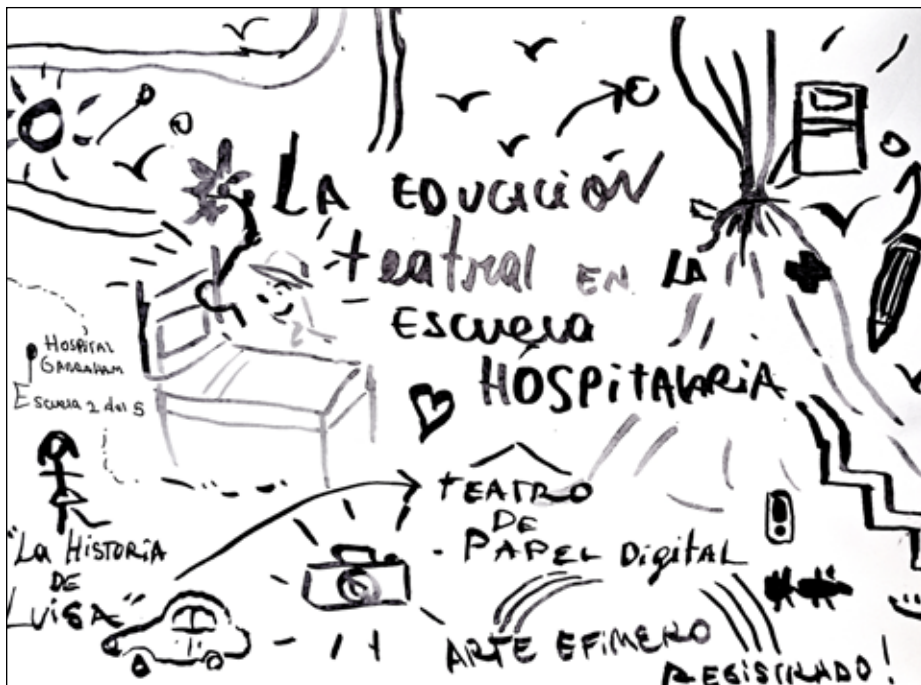 LA EDUCACIÓN
teatral EN LA
ESCUELA
HOSPITALARIA
HOSPITAL
GARRAHAM
Escuela 2 del 5
TEATRO
DE
PAPEL Digital
"LA HISTORIA
DE
LUISA"
ARTE EFIMERO
REGISTRADO!